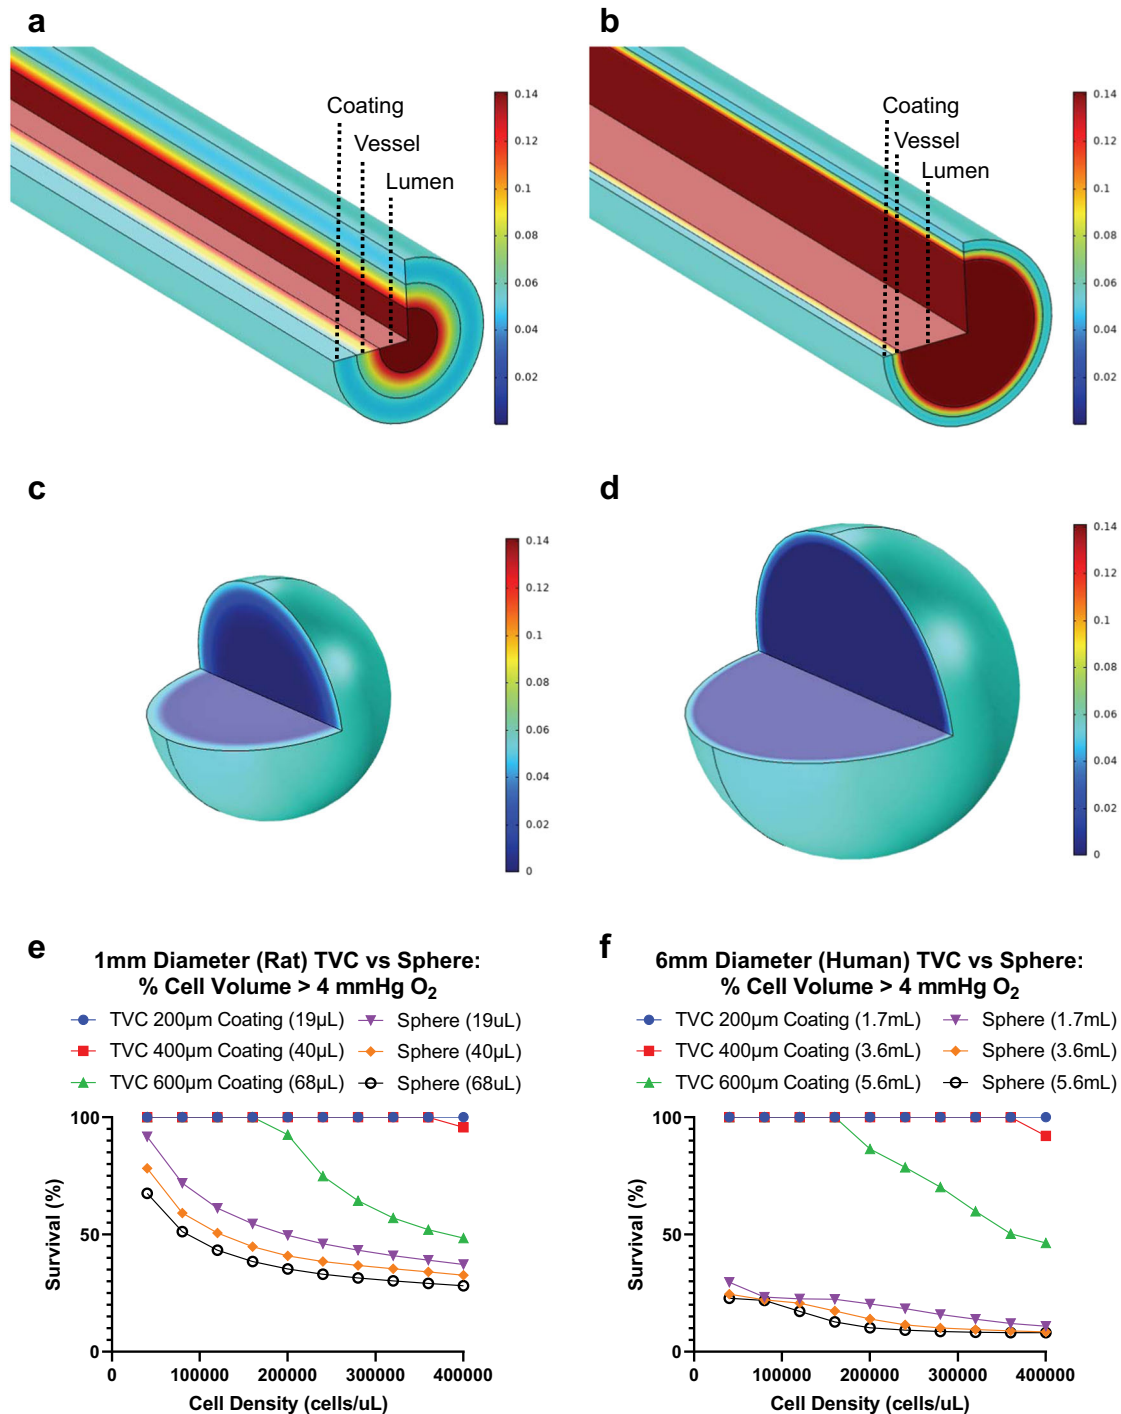 a
Coating
Vessel
Lumen
0.14
0.12
0.1
0.08
0.06
0.04
0.02
b
Coating
Vessel
Lumen
0.14
0.12
0.1
0.08
0.06
0.04
0.02
c
0.14
0.12
0.1
0.08
0.06
0.04
0.02
0
d
0.14
0.12
0.1
0.08
0.06
0.04
0.02
0
e
1mm Diameter (Rat) TVC vs Sphere:
% Cell Volume > 4 mmHg O₂
TVC 200µm Coating (19µL)
Sphere (19uL)
TVC 400µm Coating (40µL)
Sphere (40µL)
TVC 600µm Coating (68µL)
Sphere (68uL)
100
50
0
Survival (%)
0 100000 200000 300000 400000
Cell Density (cells/uL)
f
6mm Diameter (Human) TVC vs Sphere:
% Cell Volume > 4 mmHg O₂
TVC 200µm Coating (1.7mL)
Sphere (1.7mL)
TVC 400µm Coating (3.6mL)
Sphere (3.6mL)
TVC 600µm Coating (5.6mL)
Sphere (5.6mL)
100
50
0
Survival (%)
0 100000 200000 300000 400000
Cell Density (cells/uL)